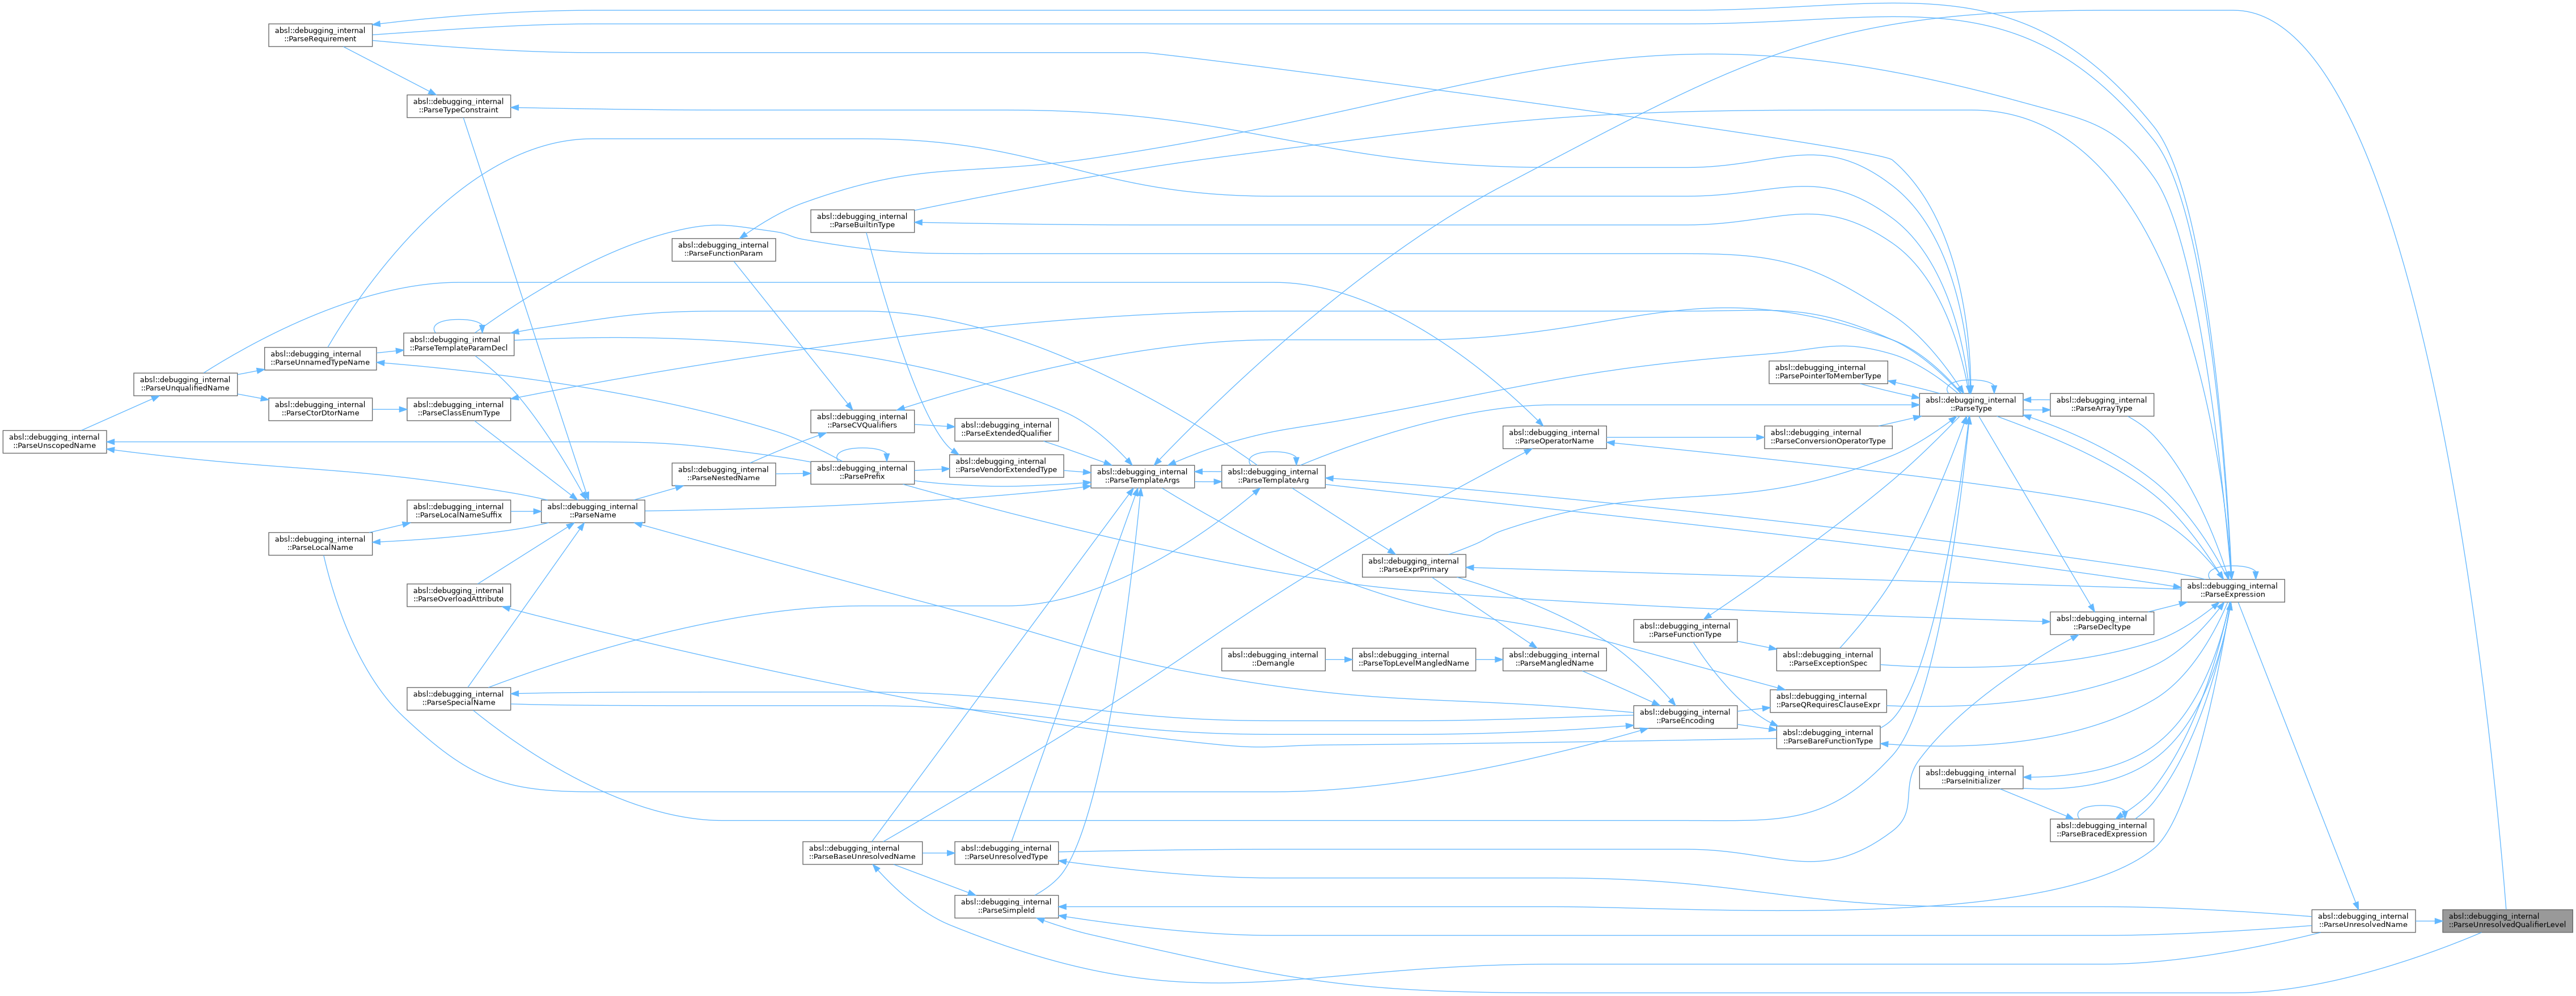 absl::debugging_internal
::ParseRequirement
absl::debugging_internal
::ParseTypeConstraint
absl::debugging_internal
::ParseBuiltinType
absl::debugging_internal
::ParseFunctionParam
absl::debugging_internal
::ParseTemplateParamDecl
absl::debugging_internal
::ParseUnnamedTypeName
absl::debugging_internal
::ParseUnqualifiedName
absl::debugging_internal
::ParseCtorDtorName
absl::debugging_internal
::ParseClassEnumType
absl::debugging_internal
::ParseUnscopedName
absl::debugging_internal
::ParseCVQualifiers
absl::debugging_internal
::ParseExtendedQualifier
absl::debugging_internal
::ParseVendorExtendedType
absl::debugging_internal
::ParseNestedName
absl::debugging_internal
::ParsePrefix
absl::debugging_internal
::ParseTemplateArgs
absl::debugging_internal
::ParseTemplateArg
absl::debugging_internal
::ParsePointerToMemberType
absl::debugging_internal
::ParseType
absl::debugging_internal
::ParseArrayType
absl::debugging_internal
::ParseOperatorName
absl::debugging_internal
::ParseConversionOperatorType
absl::debugging_internal
::ParseLocalNameSuffix
absl::debugging_internal
::ParseName
absl::debugging_internal
::ParseLocalName
absl::debugging_internal
::ParseExprPrimary
absl::debugging_internal
::ParseOverloadAttribute
absl::debugging_internal
::ParseExpression
absl::debugging_internal
::ParseDecltype
absl::debugging_internal
::ParseFunctionType
absl::debugging_internal
::Demangle
absl::debugging_internal
::ParseTopLevelMangledName
absl::debugging_internal
::ParseMangledName
absl::debugging_internal
::ParseExceptionSpec
absl::debugging_internal
::ParseSpecialName
absl::debugging_internal
::ParseQRequiresClauseExpr
absl::debugging_internal
::ParseEncoding
absl::debugging_internal
::ParseBareFunctionType
absl::debugging_internal
::ParseInitializer
absl::debugging_internal
::ParseBracedExpression
absl::debugging_internal
::ParseBaseUnresolvedName
absl::debugging_internal
::ParseUnresolvedType
absl::debugging_internal
::ParseSimpleId
absl::debugging_internal
::ParseUnresolvedName
absl::debugging_internal
::ParseUnresolvedQualifierLevel